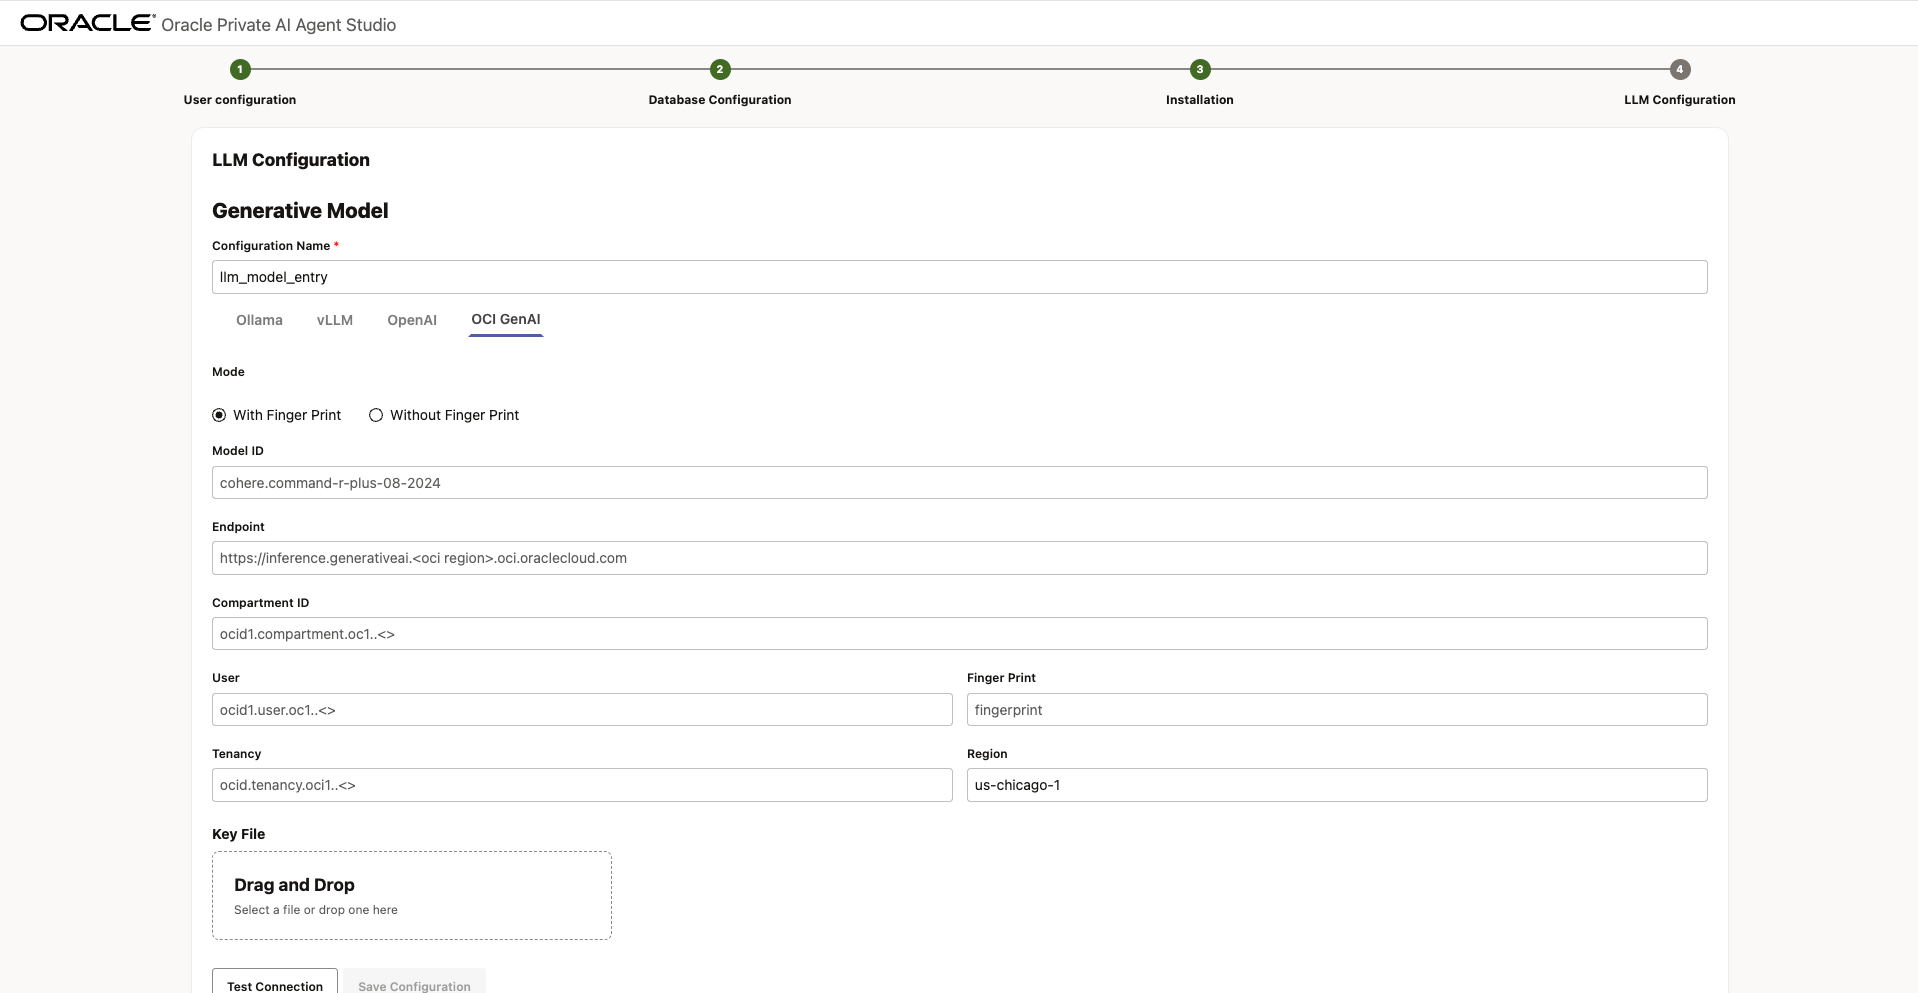 ORACLE Oracle Private AI Agent Studio
1 2 3 4
User configuration Database Configuration Installation LLM Configuration
LLM Configuration
Generative Model
Configuration Name *
llm_model_entry
Ollama vLLM OpenAI OCI GenAI
Mode
With Finger Print Without Finger Print
Model ID
cohere.command-r-plus-08-2024
Endpoint
https://inference.generativeai.<oci region>.oci.oraclecloud.com
Compartment ID
ocid1.compartment.oc1..<>
User Finger Print
ocid1.user.oc1..<> fingerprint
Tenancy Region
ocid.tenancy.oci1..<> us-chicago-1
Key File
Drag and Drop
Select a file or drop one here
Test Connection Save Configuration